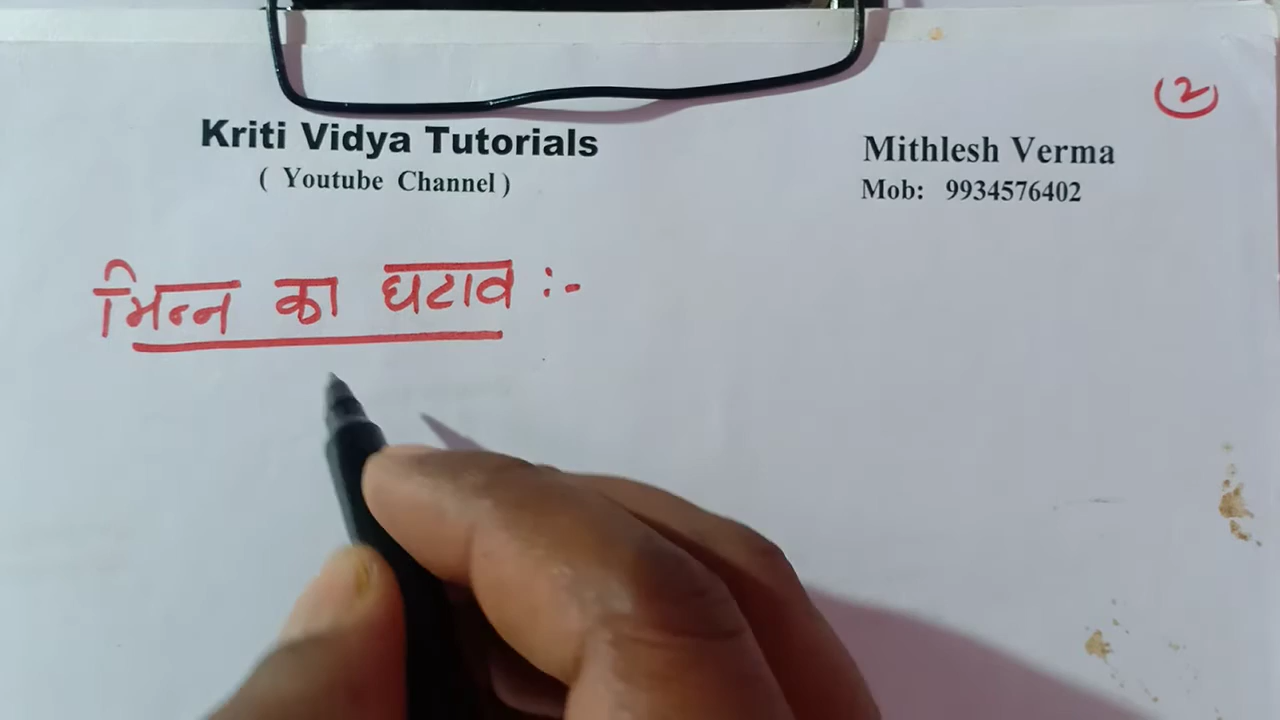 Kriti Vidya Tutorials
( Youtube Channel )
Mithlesh Verma
Mob: 9934576402
2
भिन्न का घटाव :-